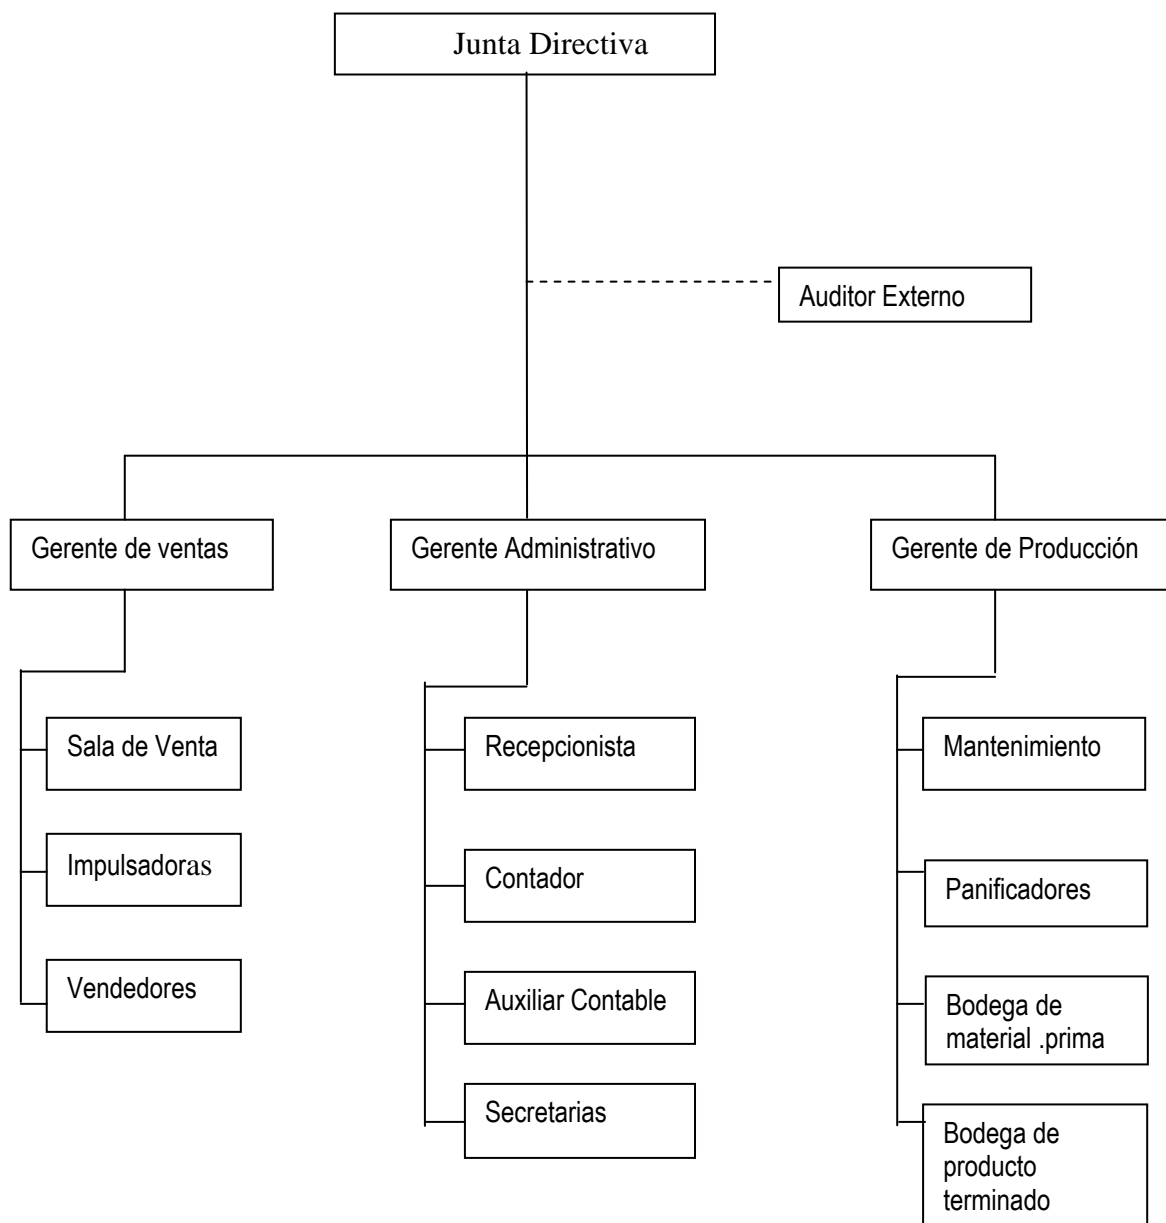 Junta Directiva
Auditor Externo
Gerente de ventas
Gerente Administrativo
Gerente de Producción
Sala de Venta
Recepcionista
Mantenimiento
Impulsadoras
Contador
Panificadores
Vendedores
Auxiliar Contable
Bodega de
material .prima
Secretarias
Bodega de
producto
terminado